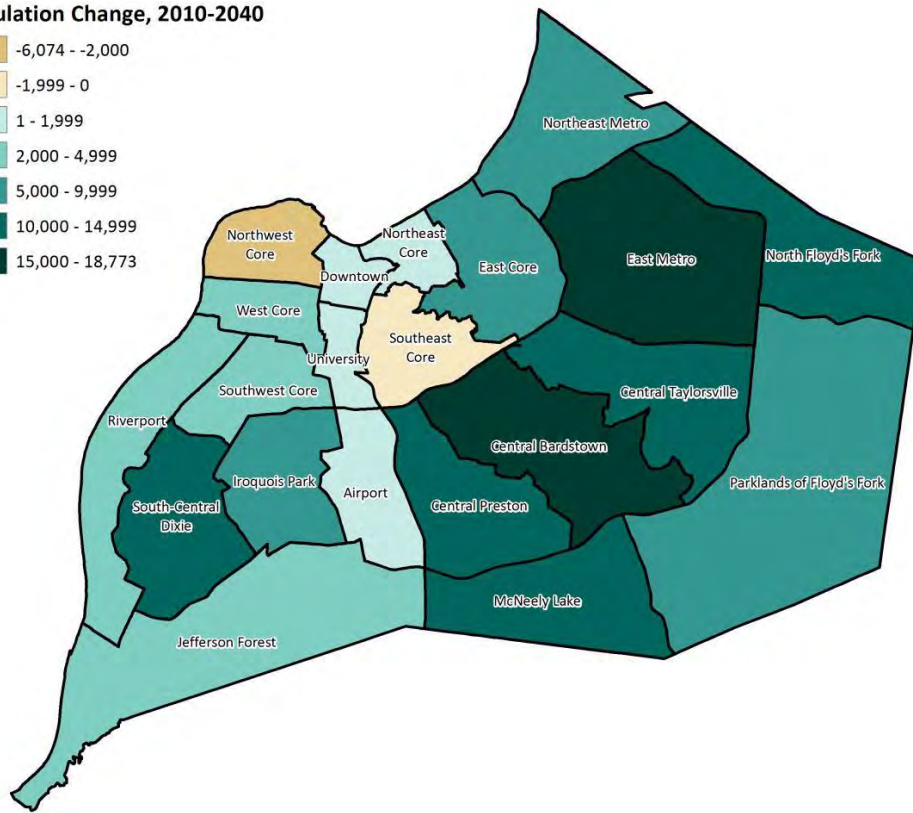 ulation Change, 2010-2040
-6,074 - -2,000
-1,999 - 0
1 - 1,999
2,000 - 4,999
5,000 - 9,999
10,000 - 14,999
15,000 - 18,773
Northeast Metro
Northwest
Core
Northeast
Core
Downtown
East Core
East Metro
North Floyd's Fork
West Core
University
Southeast
Core
Southwest Core
Central Taylorsville
Riverport
Central Bardstown
Iroquois Park
Airport
Parklands of Floyd's Fork
South-Central
Dixie
Central Preston
McNeely Lake
Jefferson Forest